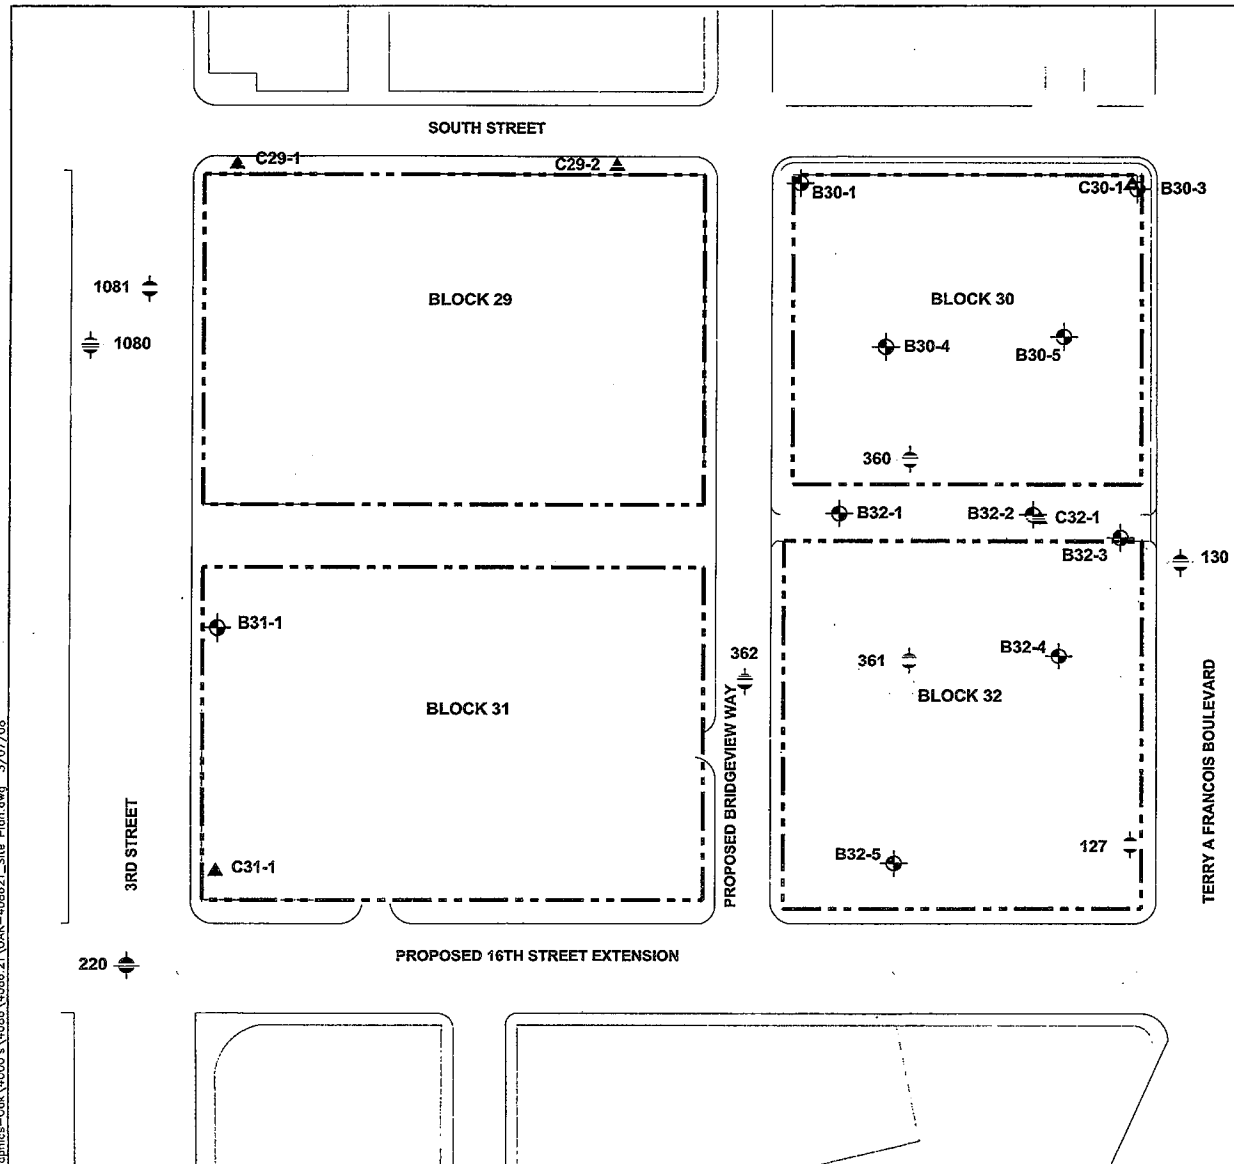 SOUTH STREET
C29-1
C29-2
B30-1
C30-1
B30-3
1081
BLOCK 29
BLOCK 30
1080
B30-4
B30-5
360
B32-1
B32-2
C32-1
B32-3
130
B31-1
362
361
B32-4
BLOCK 31
BLOCK 32
PROPOSED BRIDGEVIEW WAY
TERRY A FRANCOIS BOULEVARD
3RD STREET
127
B32-5
C31-1
220
PROPOSED 16TH STREET EXTENSION